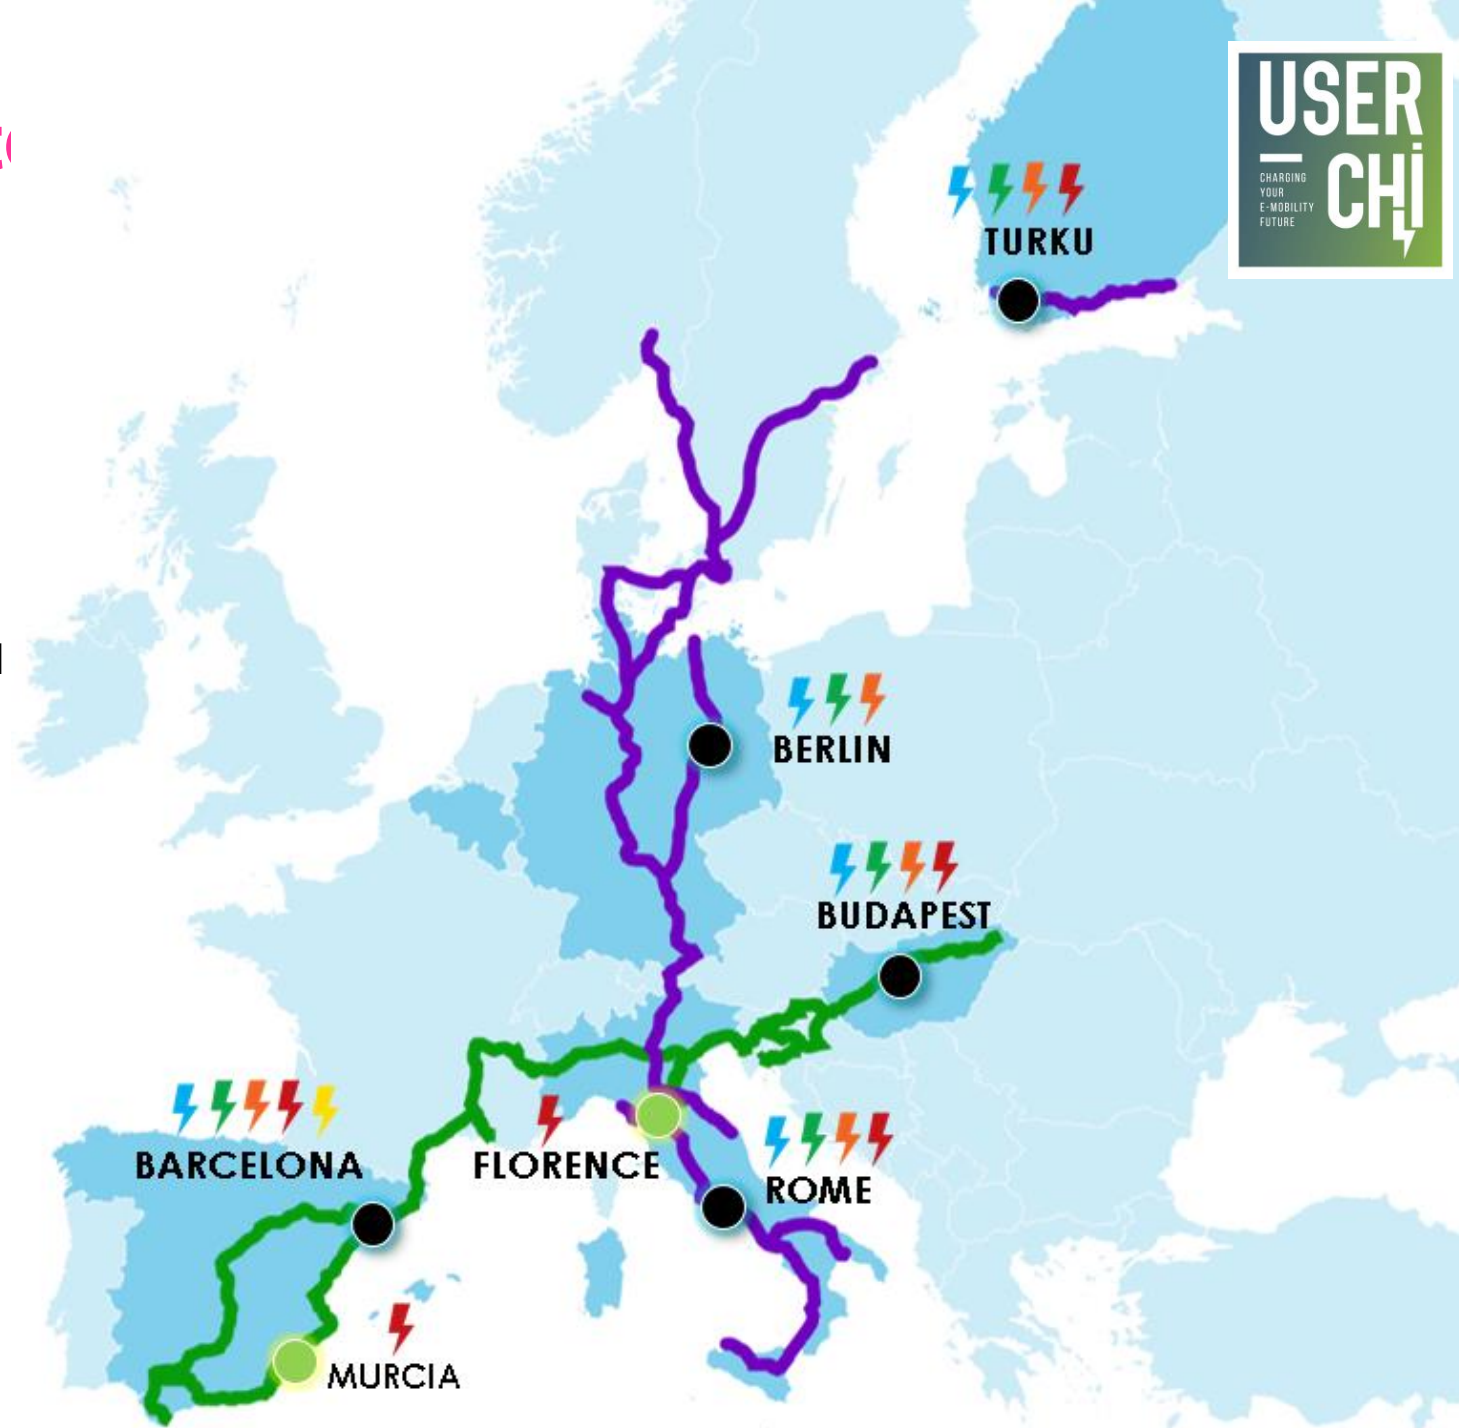 USER
CHARGING
YOUR
E-MOBILITY
FUTURE
CHi
TURKU
BERLIN
BUDAPEST
BARCELONA
FLORENCE
ROME
MURCIA